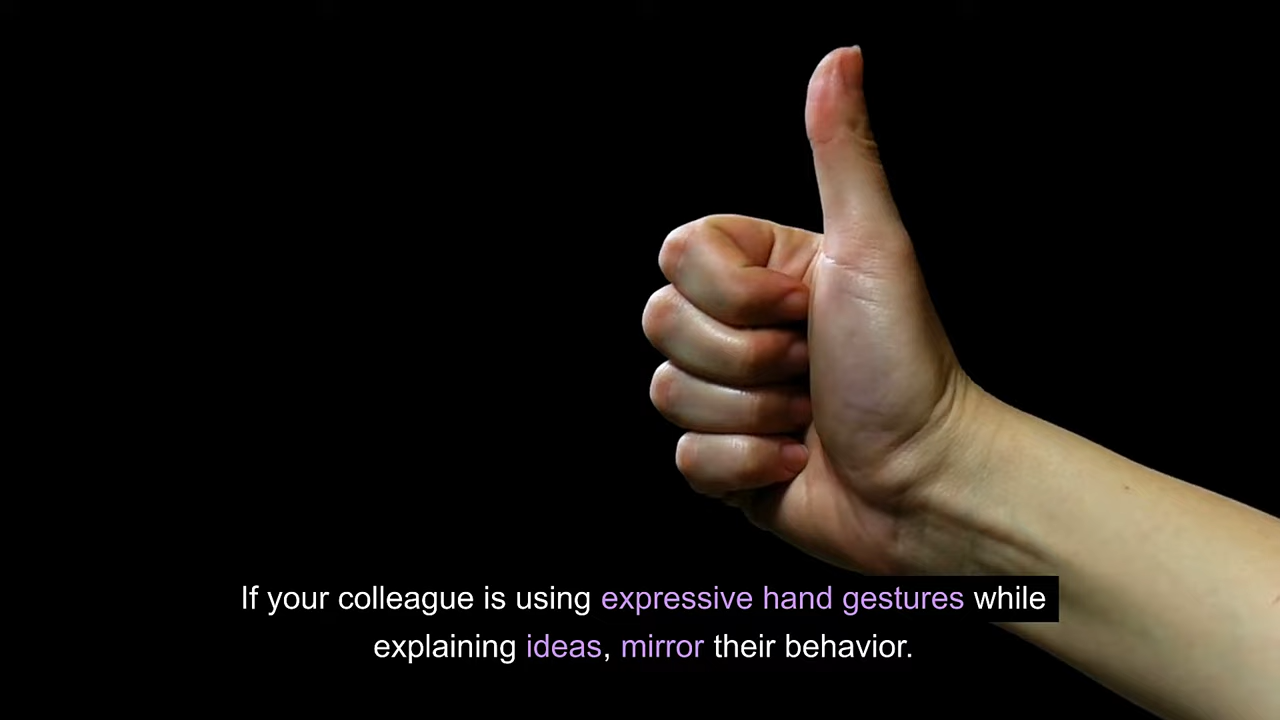 If your colleague is using expressive hand gestures while
explaining ideas, mirror their behavior.